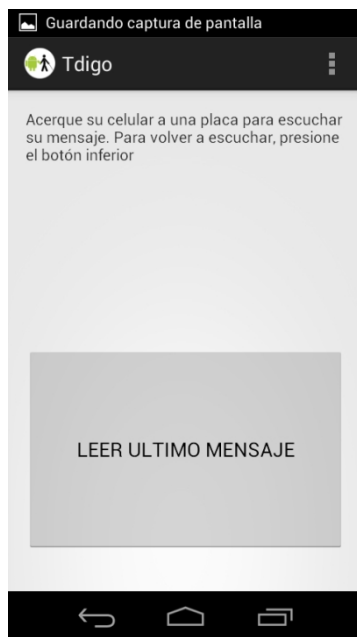 Guardando captura de pantalla
Tdigo
Acerque su celular a una placa para escuchar
su mensaje. Para volver a escuchar, presione
el botón inferior
LEER ULTIMO MENSAJE